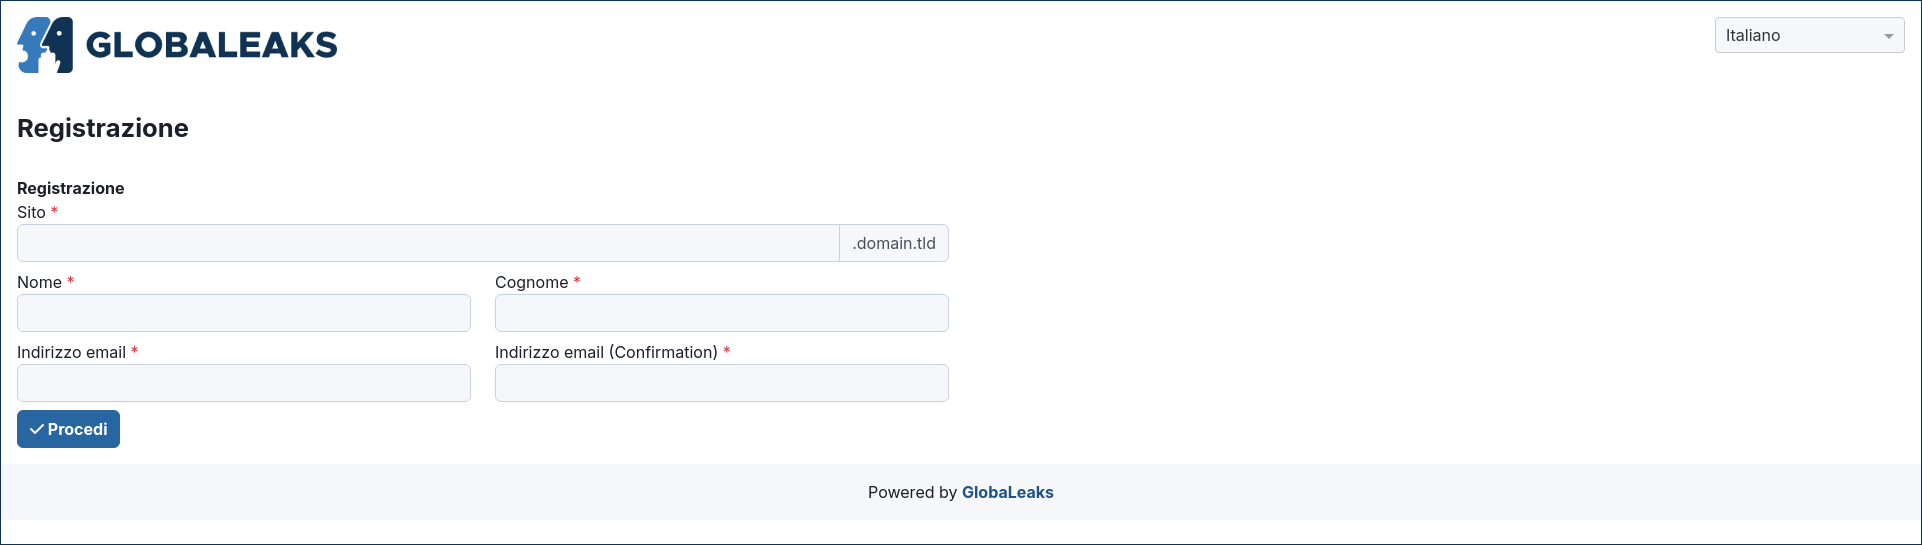 GLOBALEAKS
Italiano
Registrazione
Registrazione
Sito *
.domain.tld
Nome * Cognome *
Indirizzo email * Indirizzo email (Confirmation) *
Procedi
Powered by GlobaLeaks